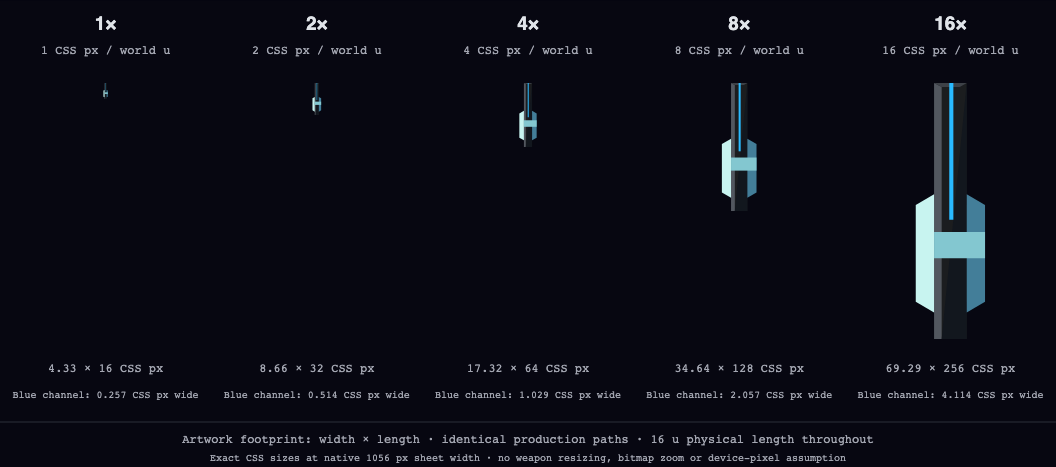 1× 2× 4× 8× 16×
1 CSS px / world u 2 CSS px / world u 4 CSS px / world u 8 CSS px / world u 16 CSS px / world u
4.33 × 16 CSS px 8.66 × 32 CSS px 17.32 × 64 CSS px 34.64 × 128 CSS px 69.29 × 256 CSS px
Blue channel: 0.257 CSS px wide Blue channel: 0.514 CSS px wide Blue channel: 1.029 CSS px wide Blue channel: 2.057 CSS px wide Blue channel: 4.114 CSS px wide
Artwork footprint: width × length · identical production paths · 16 u physical length throughout
Exact CSS sizes at native 1056 px sheet width · no weapon resizing, bitmap zoom or device-pixel assumption